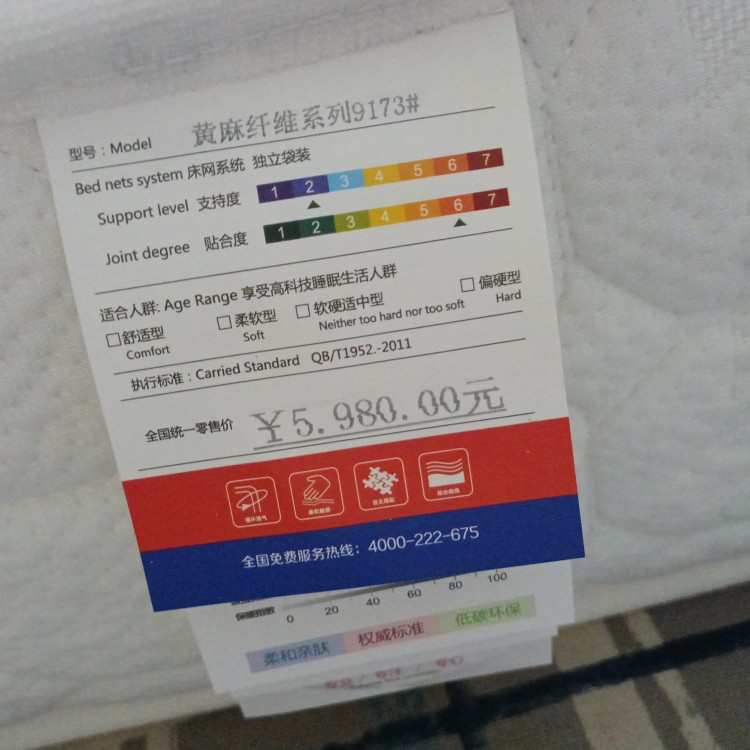 型号：Model 黄麻纤维系列9173#
Bed nets system 床网系统 独立袋装
Support level 支持度 1 2 3 4 5 6 7
Joint degree 贴合度 1 2 3 4 5 6 7
适合人群: Age Range 享受高科技睡眠生活人群
舒适型 柔软型 软硬适中型 偏硬型
Comfort Soft Neither too hard nor too soft Hard
执行标准：Carried Standard QB/T1952.-2011
全国统一零售价 ￥5.980.00元
全国免费服务热线：4000-222-675
保暖指数 0 20 40 60 80 100
柔和亲肤 权威标准 低碳环保